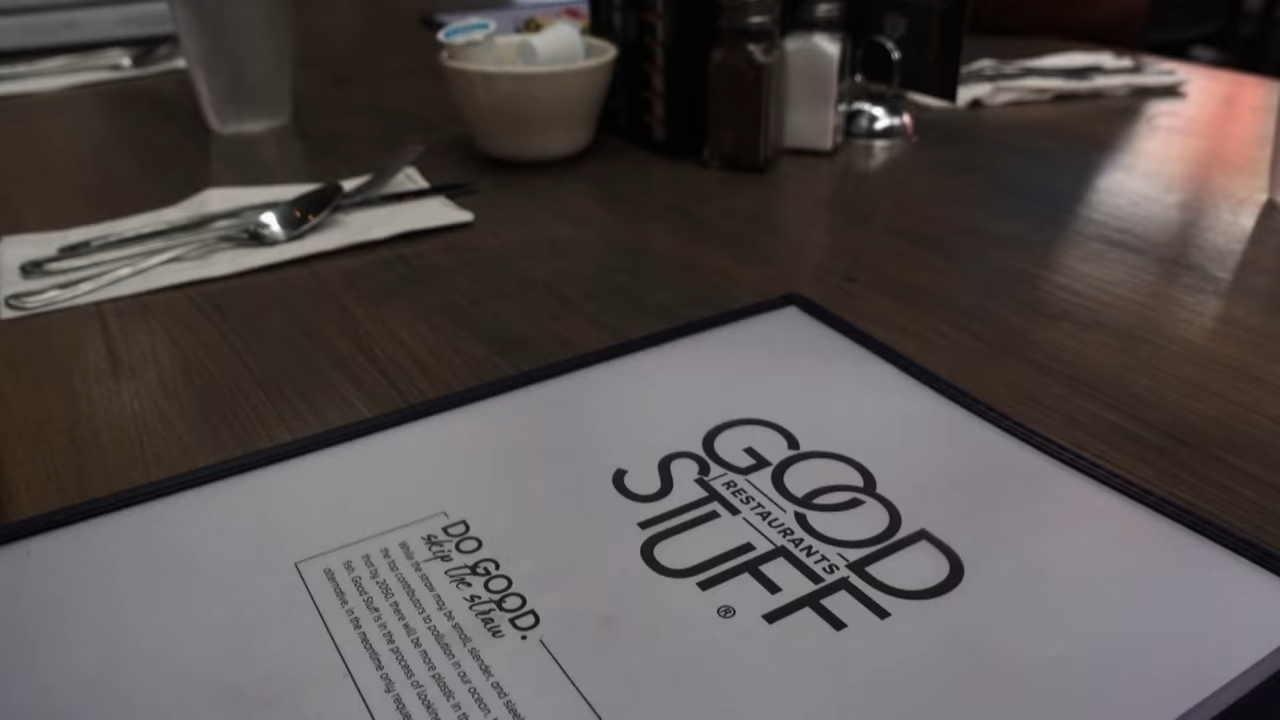 GOOD
RESTAURANTS
STUFF
®
DO GOOD.
skip the straw
While the straw may be small, slender, and sleek
the top contributors to pollution in our ocean.
that by 2050, there will be more plastic in th
fish. Good Stuff is in the process of looking
alternative, in the meantime only reque